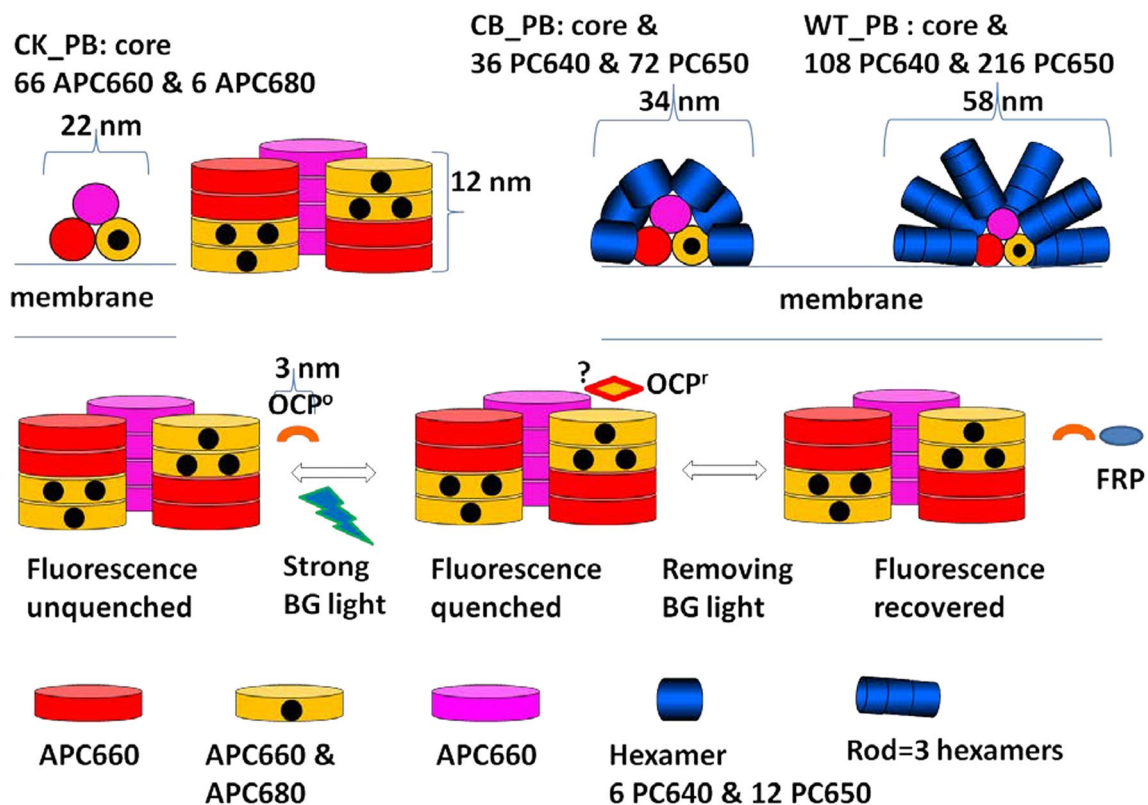 CK_PB: core
66 APC660 & 6 APC680
22 nm
12 nm
membrane
CB_PB: core &
36 PC640 & 72 PC650
34 nm
WT_PB : core &
108 PC640 & 216 PC650
58 nm
membrane
3 nm
OCPᵒ
?
OCPʳ
FRP
Fluorescence
unquenched
Strong
BG light
Fluorescence
quenched
Removing
BG light
Fluorescence
recovered
APC660
APC660 &
APC680
APC660
Hexamer
6 PC640 & 12 PC650
Rod=3 hexamers